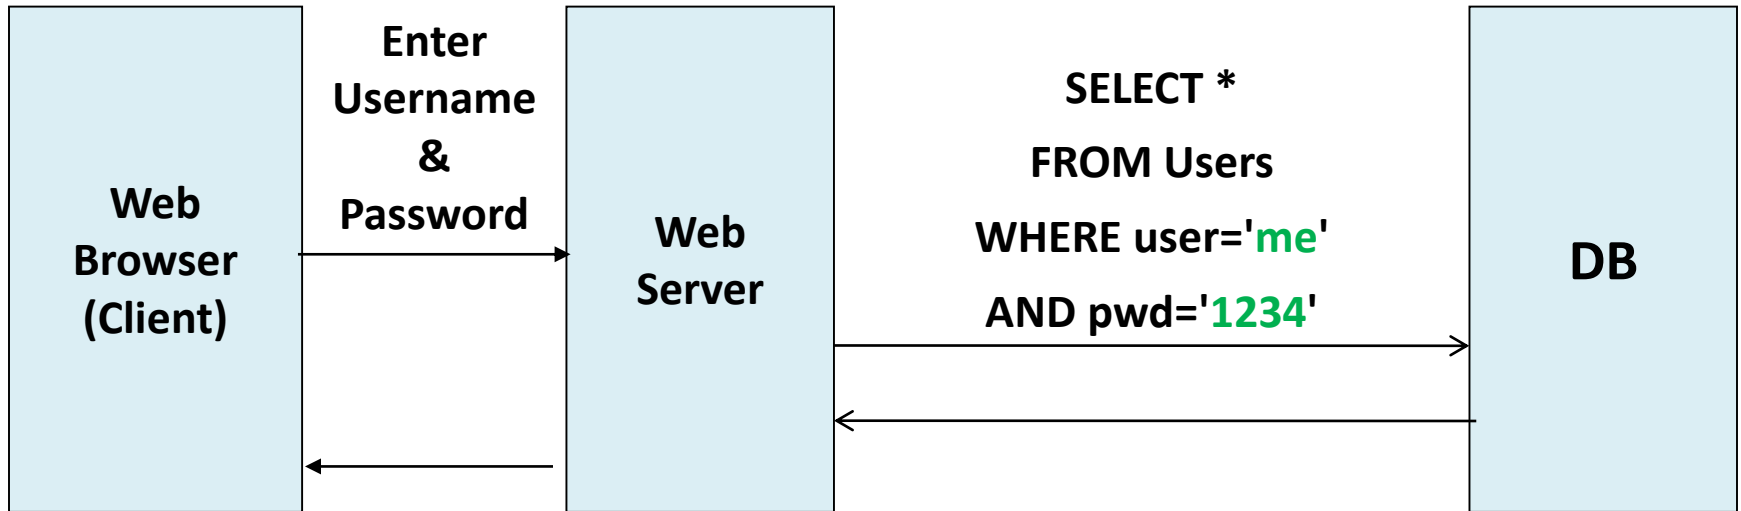 Web
Browser
(Client)
Enter
Username
&
Password
Web
Server
SELECT *
FROM Users
WHERE user='me'
AND pwd='1234'
DB